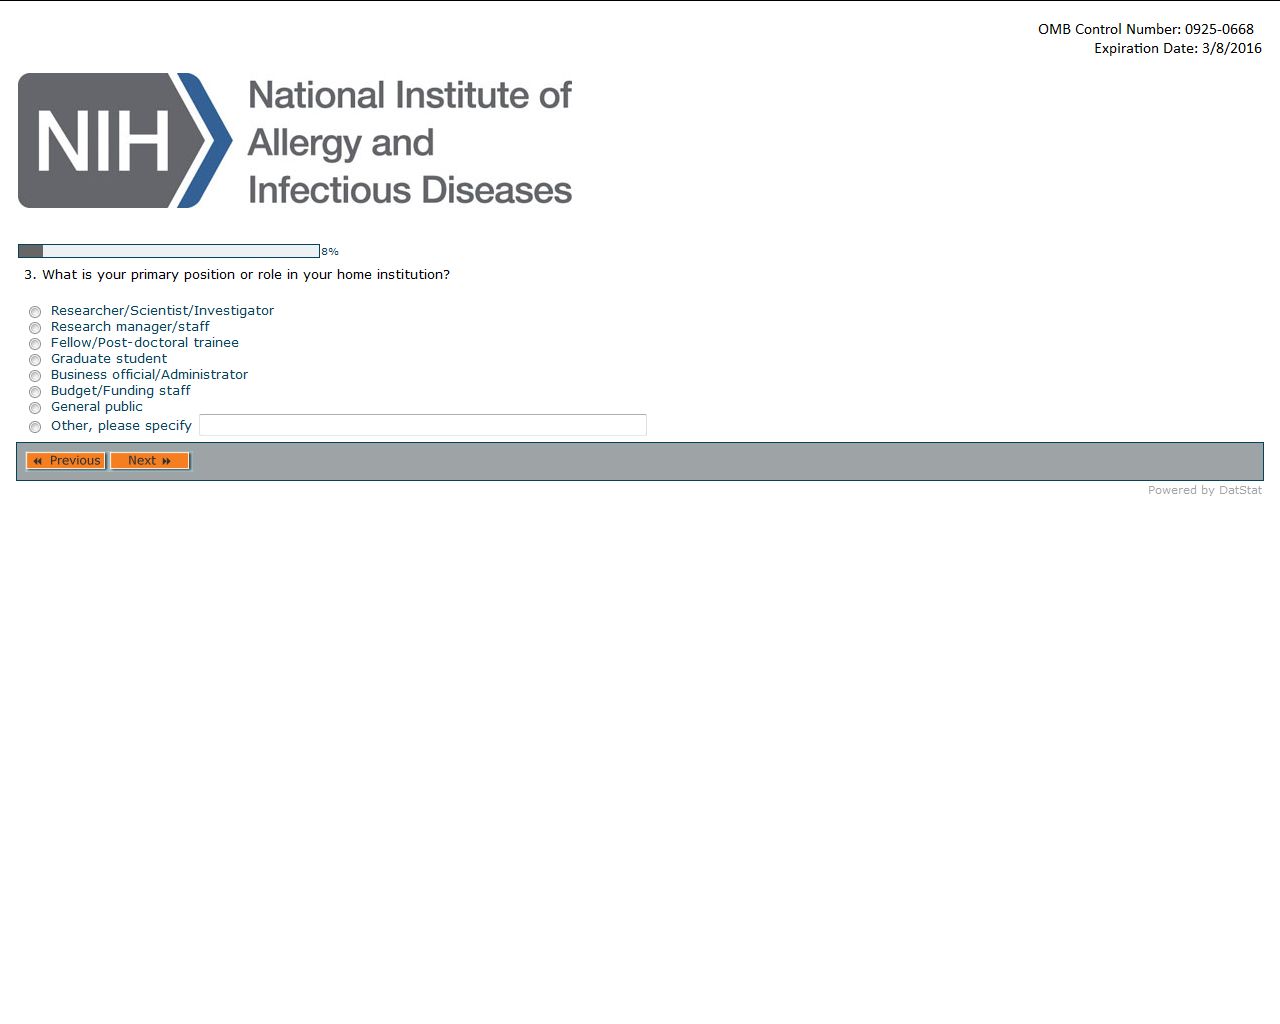 OMB Control Number: 0925-0668
Expiration Date: 3/8/2016
NIH
National Institute of
Allergy and
Infectious Diseases
8%
3. What is your primary position or role in your home institution?
Researcher/Scientist/Investigator
Research manager/staff
Fellow/Post-doctoral trainee
Graduate student
Business official/Administrator
Budget/Funding staff
General public
Other, please specify
Previous Next
Powered by DatStat